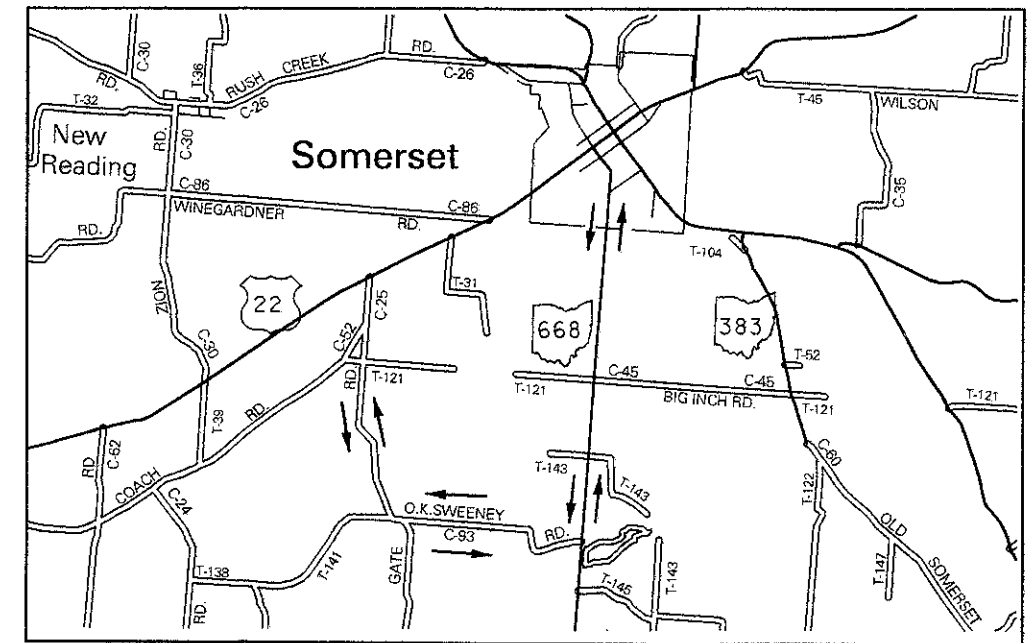 RD.
C-30
T-36
RUSH CREEK RD.
C-26
C-26
T-32
New
Reading
RD.
C-30
Somerset
T-45
WILSON
C-35
C-86
WINEGARDNER RD.
C-86
RD.
ZION
22
T-31
T-104
668
383
C-30
C-52
C-25
RD.
T-121
T-52
T-121
C-45
C-45
BIG INCH RD.
T-121
T-121
T-39
RD.
COACH
RD
C-62
C-24
T-143
T-143
C-60
T-122
O.K.SWEENEY RD.
C-93
OLD SOMERSET
T-138
T-141
GATE
RD.
T-145
T-143
T-147